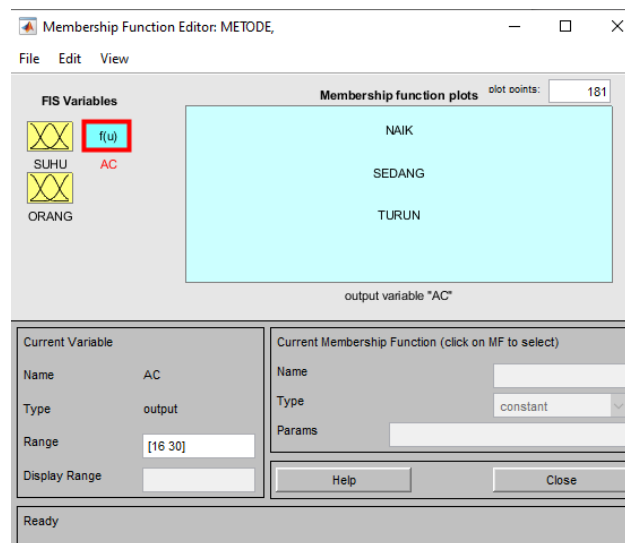 Membership Function Editor: METODE,
File Edit View
FIS Variables
f(u)
SUHU AC
ORANG
Membership function plots plot points: 181
NAIK
SEDANG
TURUN
output variable "AC"
Current Variable
Name AC
Type output
Range [16 30]
Display Range
Current Membership Function (click on MF to select)
Name
Type constant
Params
Help Close
Ready